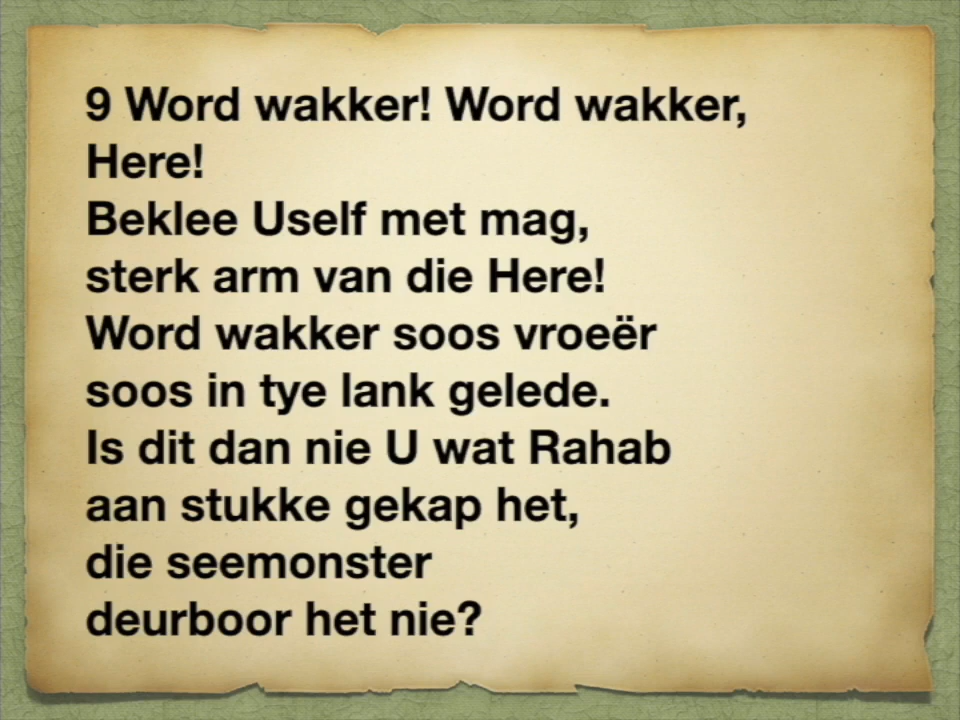 9 Word wakker! Word wakker,
Here!
Beklee Uself met mag,
sterk arm van die Here!
Word wakker soos vroeër
soos in tye lank gelede.
Is dit dan nie U wat Rahab
aan stukke gekap het,
die seemonster
deurboor het nie?